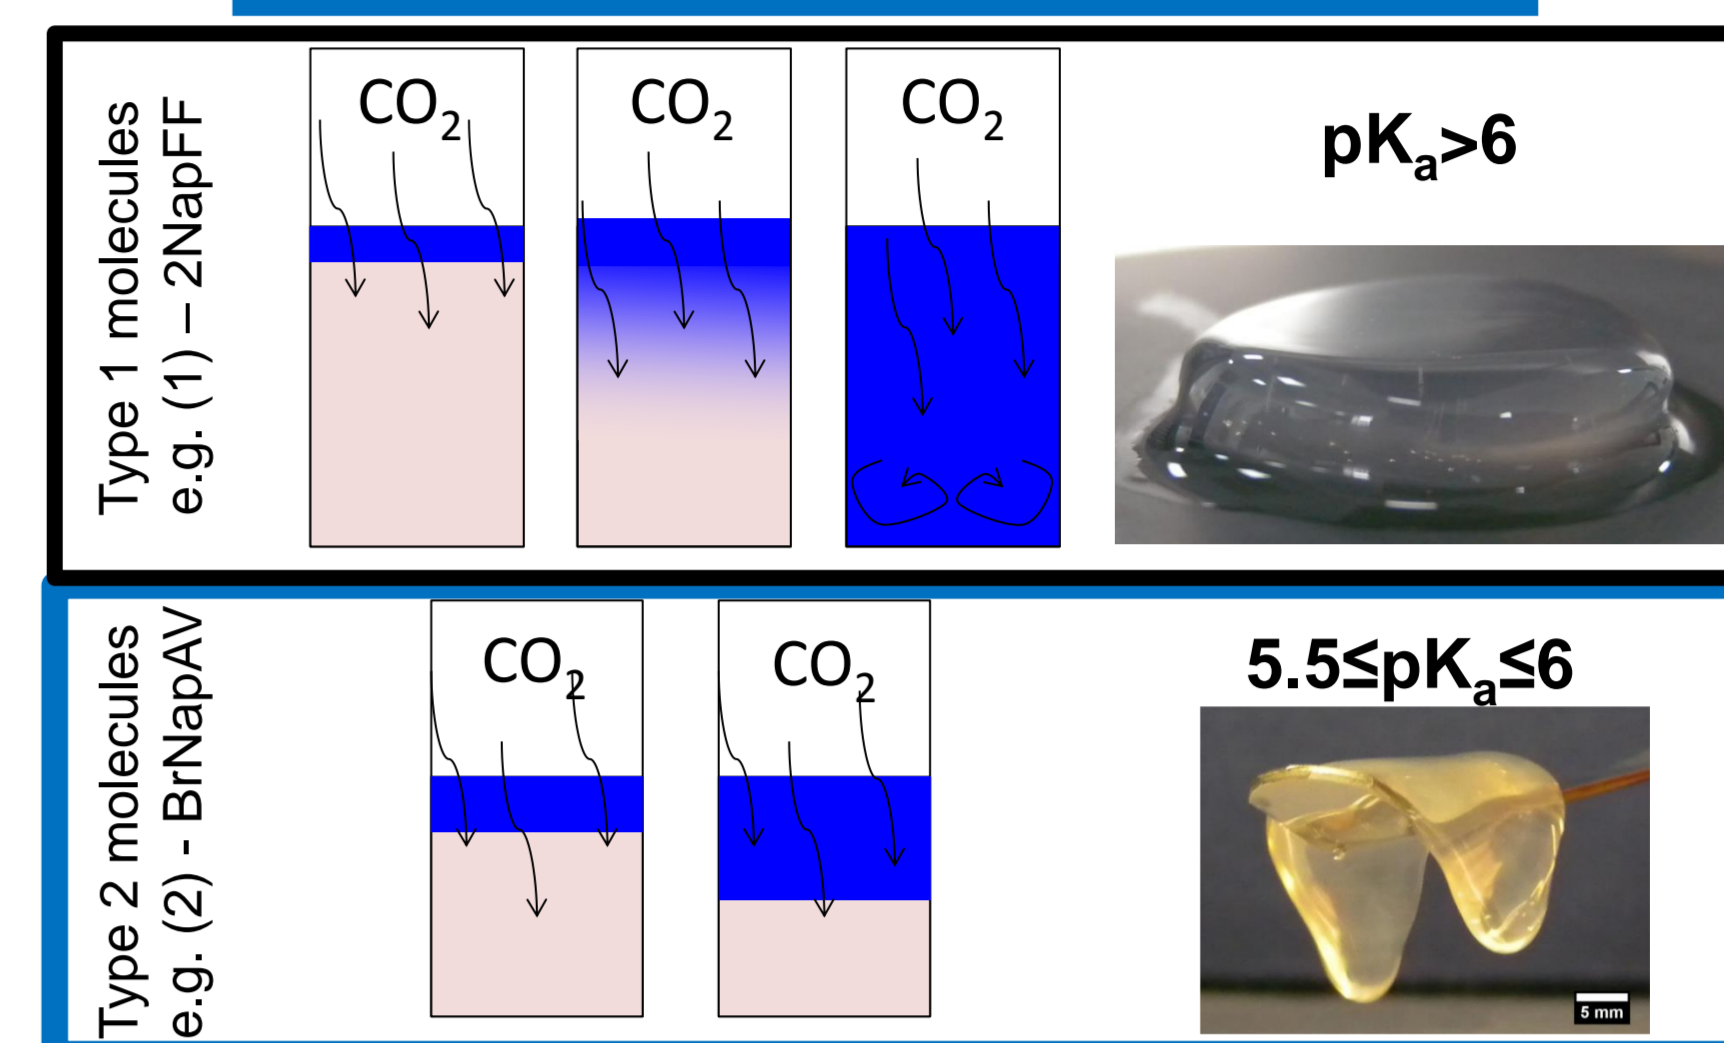 Type 1 molecules
e.g. (1) – 2NapFF
CO2
CO2
CO2
pKa>6
Type 2 molecules
e.g. (2) - BrNapAV
CO2
CO2
5.5≤pKa≤6
5 mm